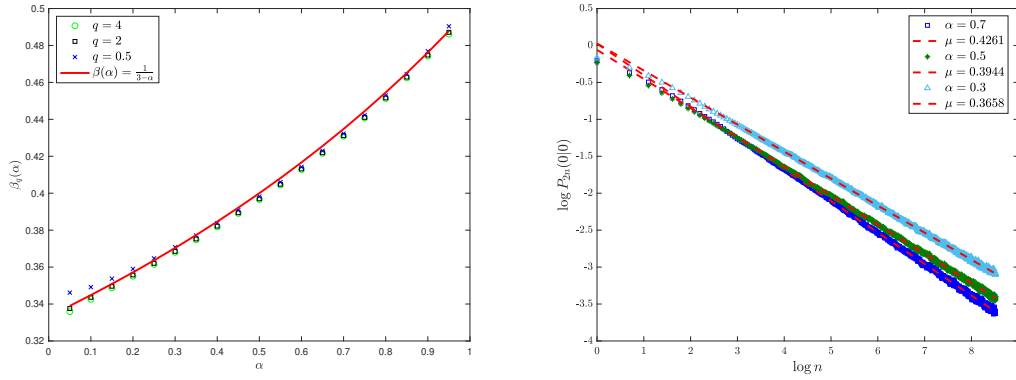 0.5
0.48
0.46
0.44
0.42
0.4
0.38
0.36
0.34
0.32
β_q(α)
q = 4
q = 2
q = 0.5
β(α) = 1/(3−α)
0 0.1 0.2 0.3 0.4 0.5 0.6 0.7 0.8 0.9 1
α
0.5
0
-0.5
-1
-1.5
-2
-2.5
-3
-3.5
-4
log P_{2n}(0|0)
α = 0.7
μ = 0.4261
α = 0.5
μ = 0.3944
α = 0.3
μ = 0.3658
0 1 2 3 4 5 6 7 8
log n